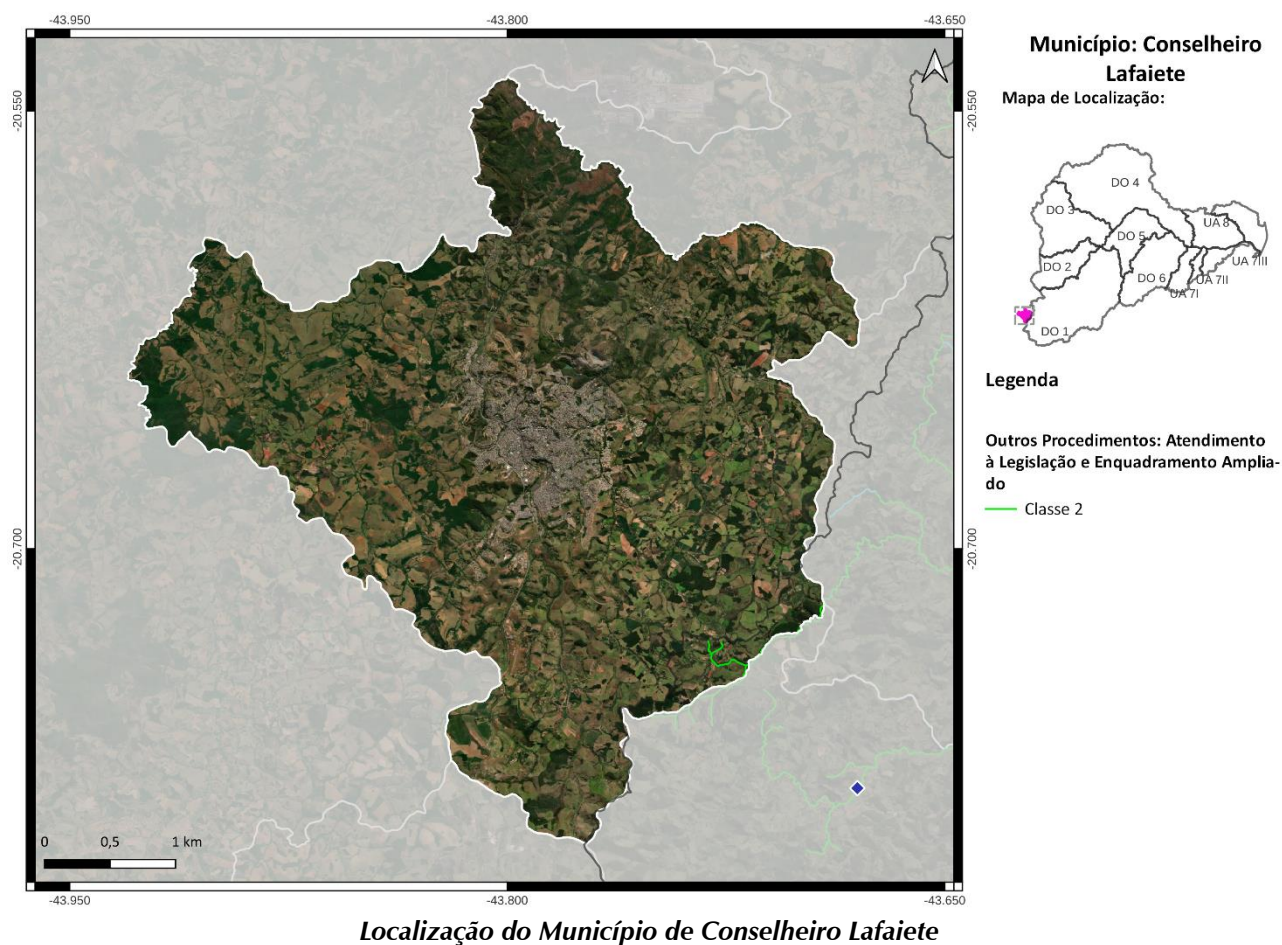 -43.950
-43.800
-43.650
-20.550
-20.550
-20.700
-20.700
0 0,5 1 km
-43.950
-43.800
-43.650
Município: Conselheiro
Lafaiete
Mapa de Localização:
DO 4
DO 3
UA 8
DO 5
UA 7III
DO 2
DO 6
UA 7II
UA 7I
DO 1
Legenda
Outros Procedimentos: Atendimento
à Legislação e Enquadramento Amplia-
do
Classe 2
Localização do Município de Conselheiro Lafaiete